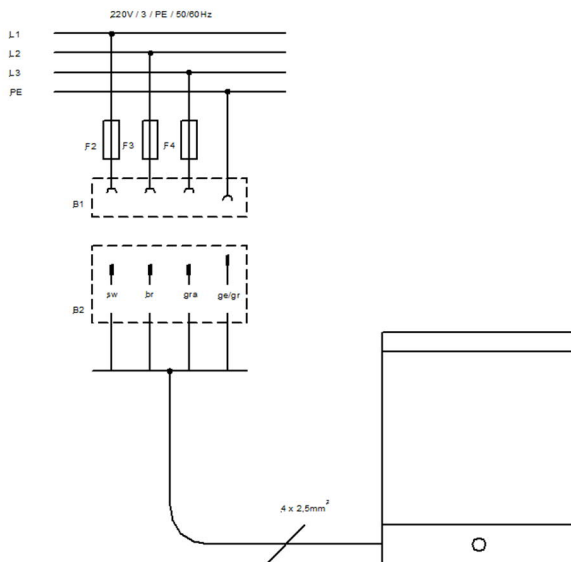 220V / 3 / PE / 50/60Hz
L1
L2
L3
PE
F2 F3 F4
B1
sw br gra ge/gr
B2
4 x 2,5mm²